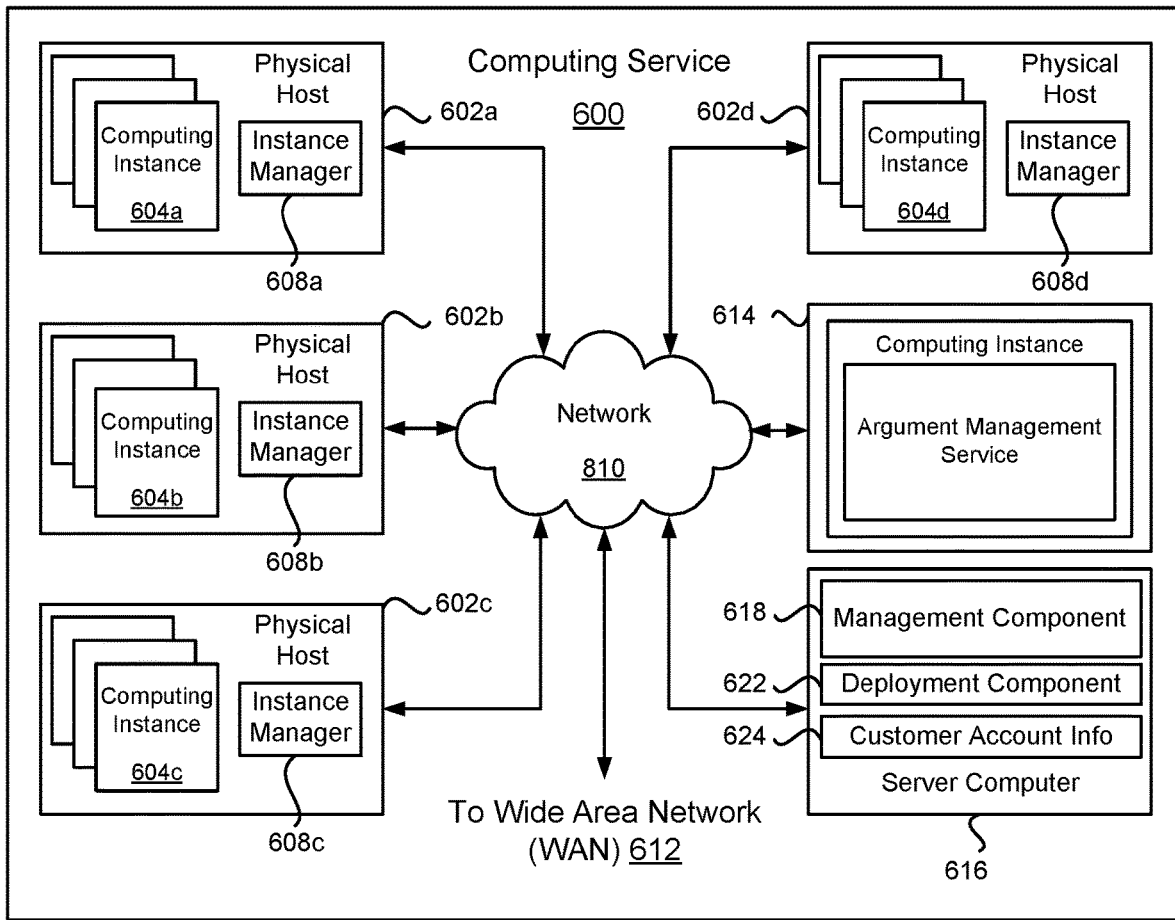 Computing Service
600
Physical
Host
Computing
Instance
604a
Instance
Manager
602a
608a
Physical
Host
Computing
Instance
604b
Instance
Manager
602b
608b
Physical
Host
Computing
Instance
604c
Instance
Manager
602c
608c
Network
810
To Wide Area Network
(WAN) 612
Physical
Host
Computing
Instance
604d
Instance
Manager
602d
608d
614
Computing Instance
Argument Management
Service
618
Management Component
622
Deployment Component
624
Customer Account Info
Server Computer
616